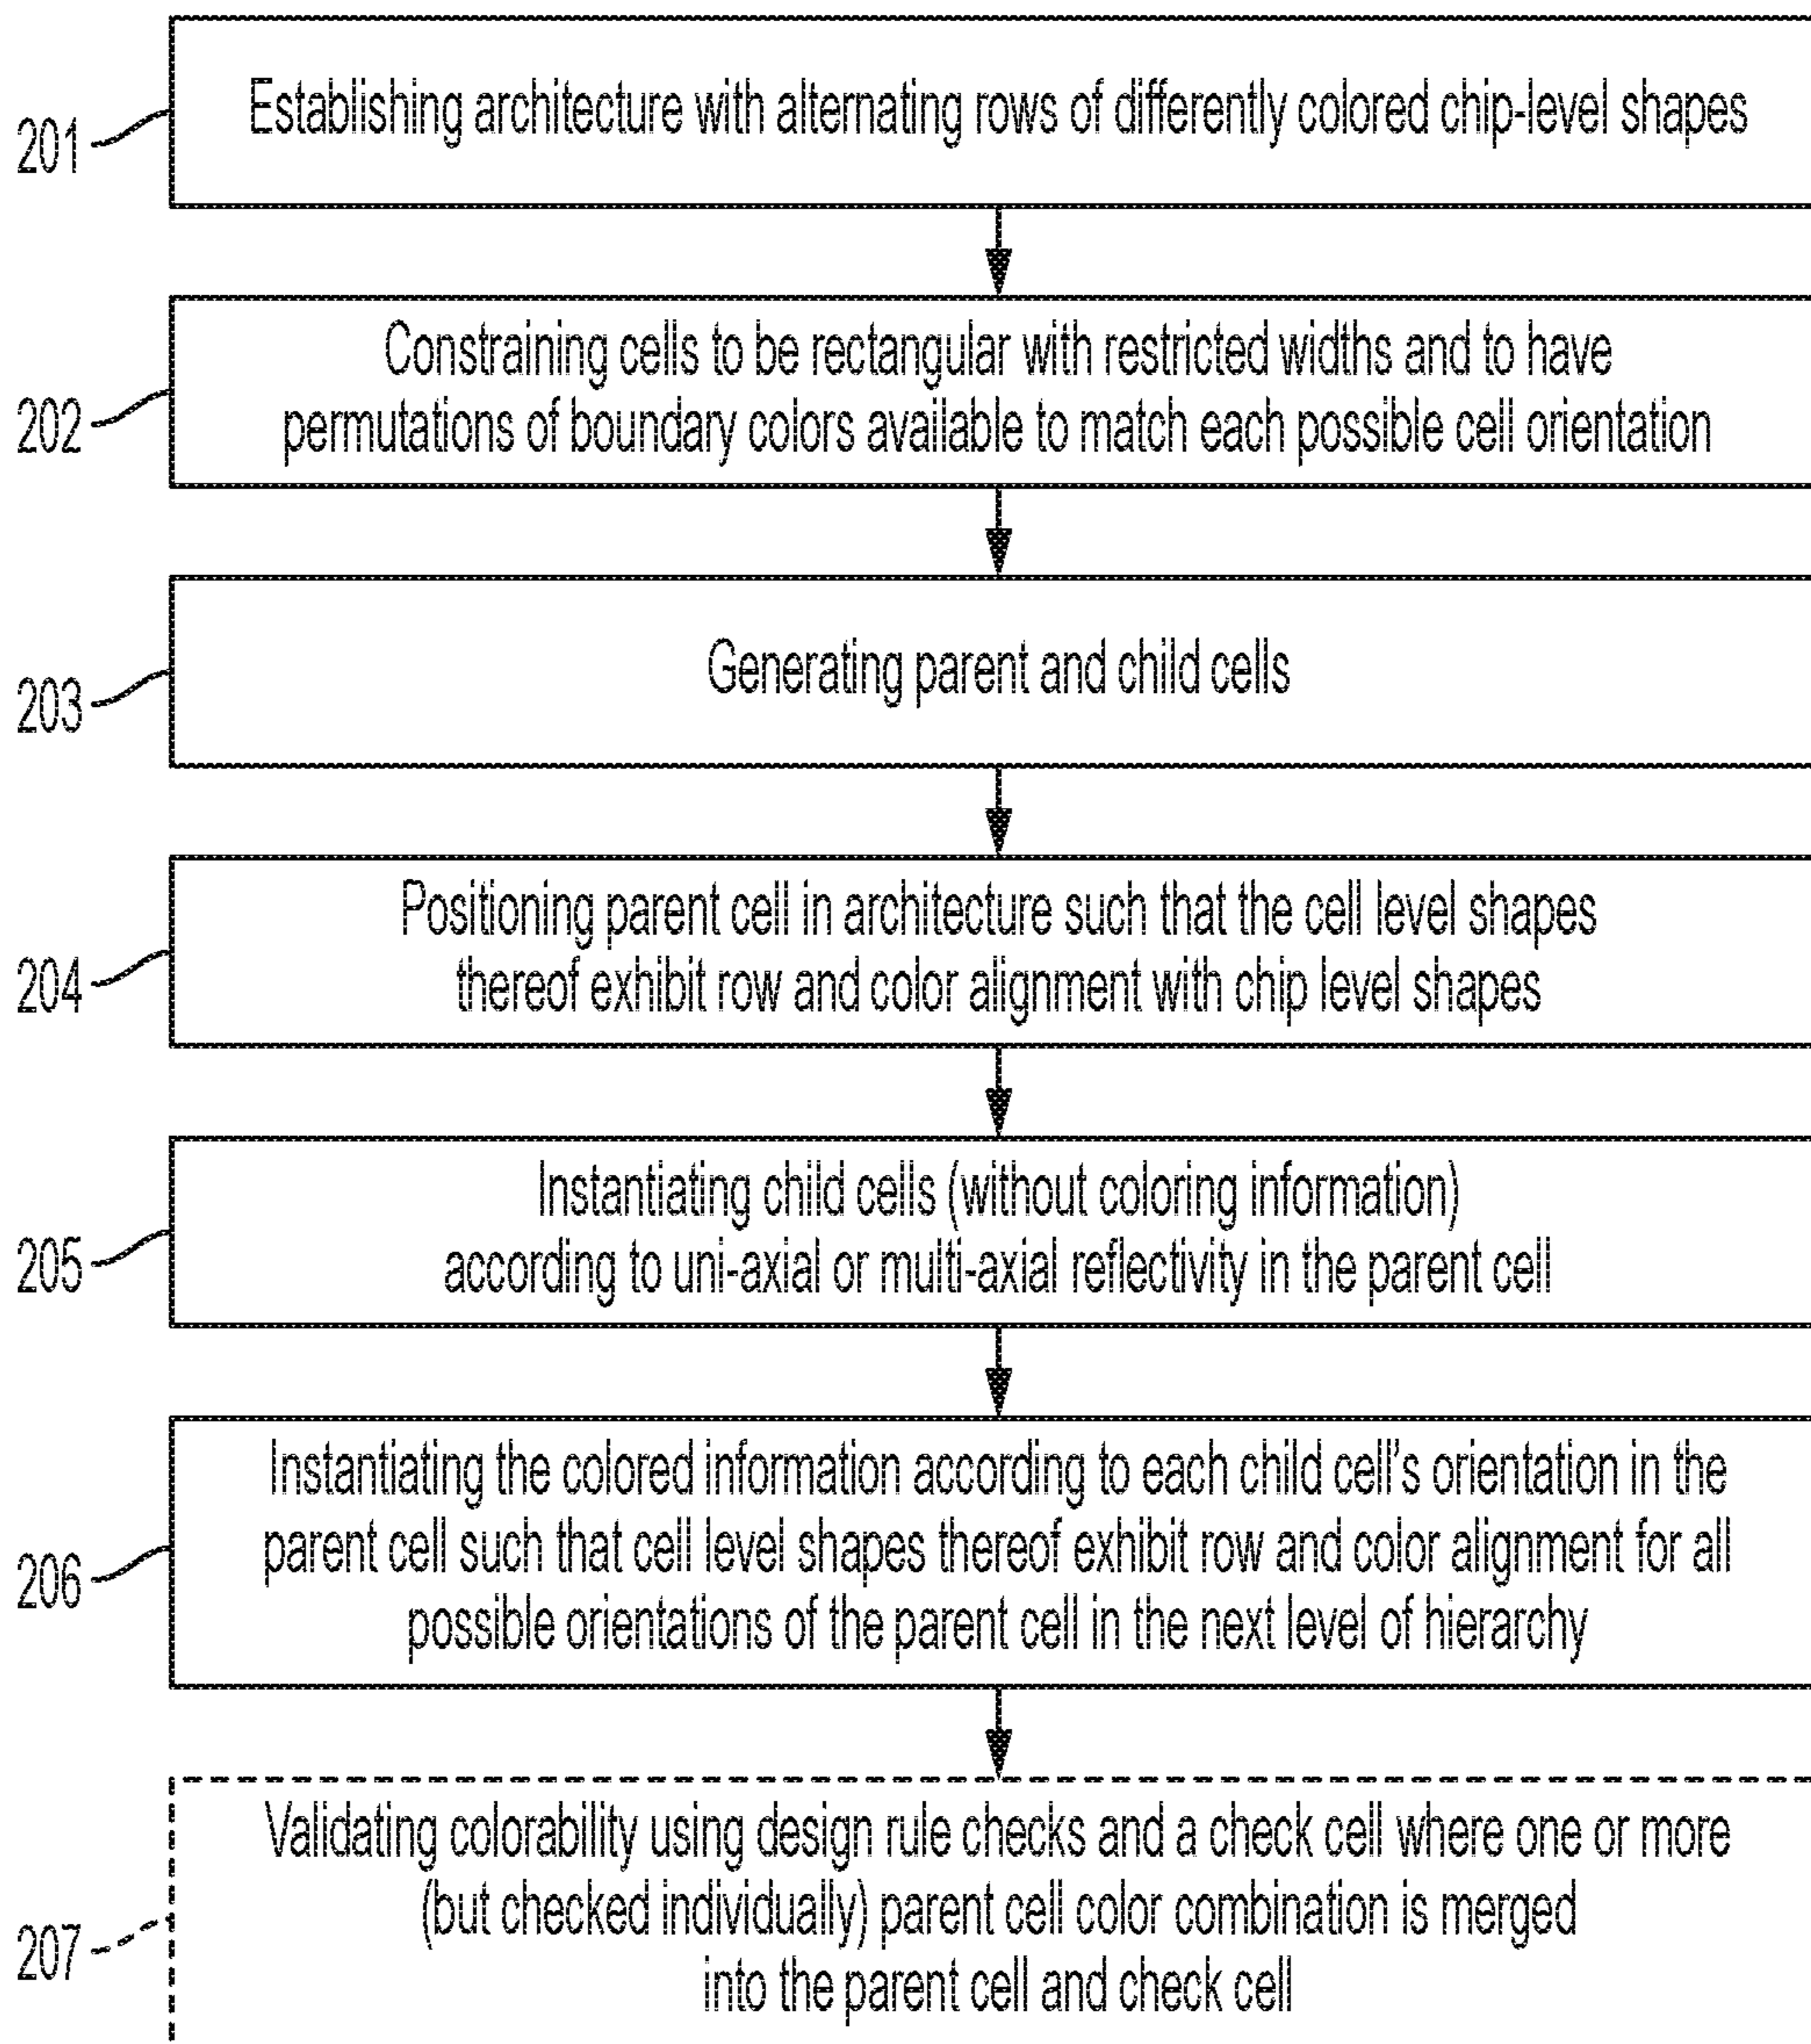 201
Establishing architecture with alternating rows of differently colored chip-level shapes
202
Constraining cells to be rectangular with restricted widths and to have
permutations of boundary colors available to match each possible cell orientation
203
Generating parent and child cells
204
Positioning parent cell in architecture such that the cell level shapes
thereof exhibit row and color alignment with chip level shapes
205
Instantiating child cells (without coloring information)
according to uni-axial or multi-axial reflectivity in the parent cell
206
Instantiating the colored information according to each child cell's orientation in the
parent cell such that cell level shapes thereof exhibit row and color alignment for all
possible orientations of the parent cell in the next level of hierarchy
207
Validating colorability using design rule checks and a check cell where one or more
(but checked individually) parent cell color combination is merged
into the parent cell and check cell